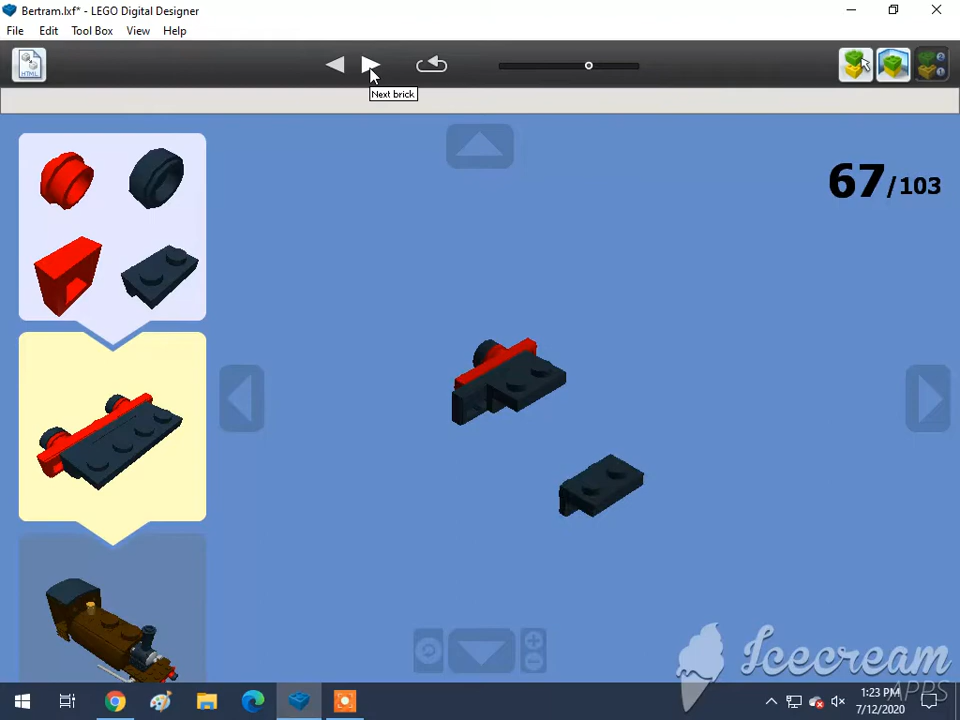 Bertram.lxf* - LEGO Digital Designer
File Edit Tool Box View Help
HTML
Next brick
67/103
Icecream
APPS
1:23 PM
7/12/2020